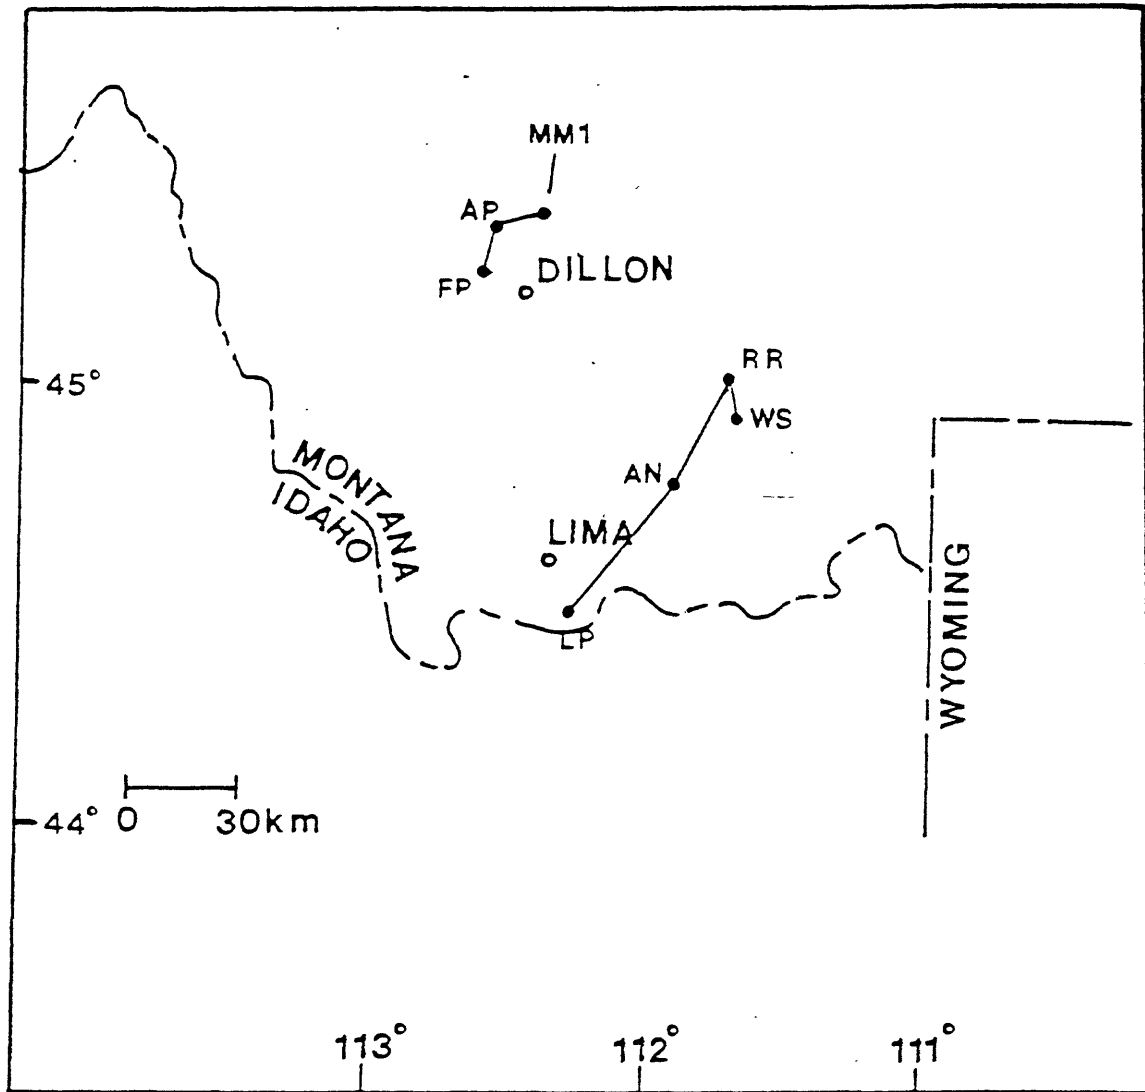 MM1
AP
FP
DILLON
45°
RR
WS
AN
MONTANA
IDAHO
LIMA
LP
WYOMING
44°
0 30km
113°
112°
111°